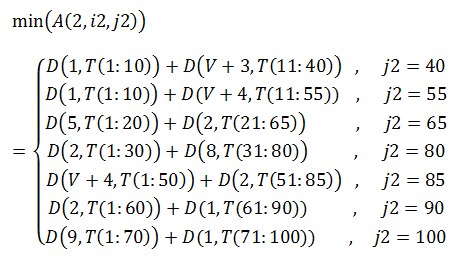 min(A(2, i2, j2))
= { D(1, T(1: 10)) + D(V + 3, T(11: 40)) , j2 = 40
D(1, T(1: 10)) + D(V + 4, T(11: 55)) , j2 = 55
D(5, T(1: 20)) + D(2, T(21: 65)) , j2 = 65
D(2, T(1: 30)) + D(8, T(31: 80)) , j2 = 80
D(V + 4, T(1: 50)) + D(2, T(51: 85)) , j2 = 85
D(2, T(1: 60)) + D(1, T(61: 90)) , j2 = 90
D(9, T(1: 70)) + D(1, T(71: 100)) , j2 = 100